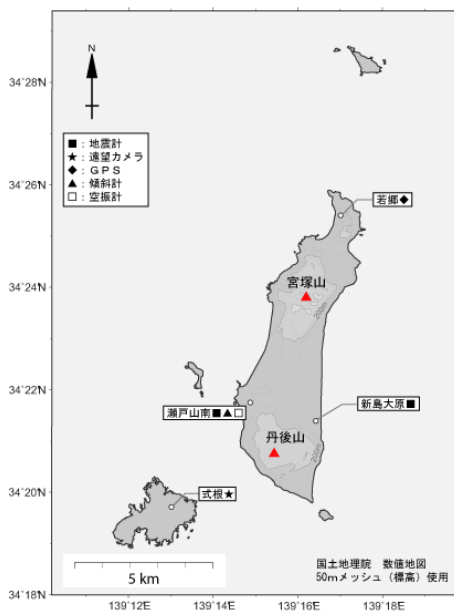 34˚28'N
34˚26'N
34˚24'N
34˚22'N
34˚20'N
34˚18'N
N
■：地震計
★：遠望カメラ
◆：ＧＰＳ
▲：傾斜計
□：空振計
若郷◆
宮塚山
200m
瀬戸山南■▲□
新島大原■
丹後山
200m
式根★
5 km
国土地理院　数値地図
50mメッシュ（標高）使用
139˚12'E
139˚14'E
139˚16'E
139˚18'E